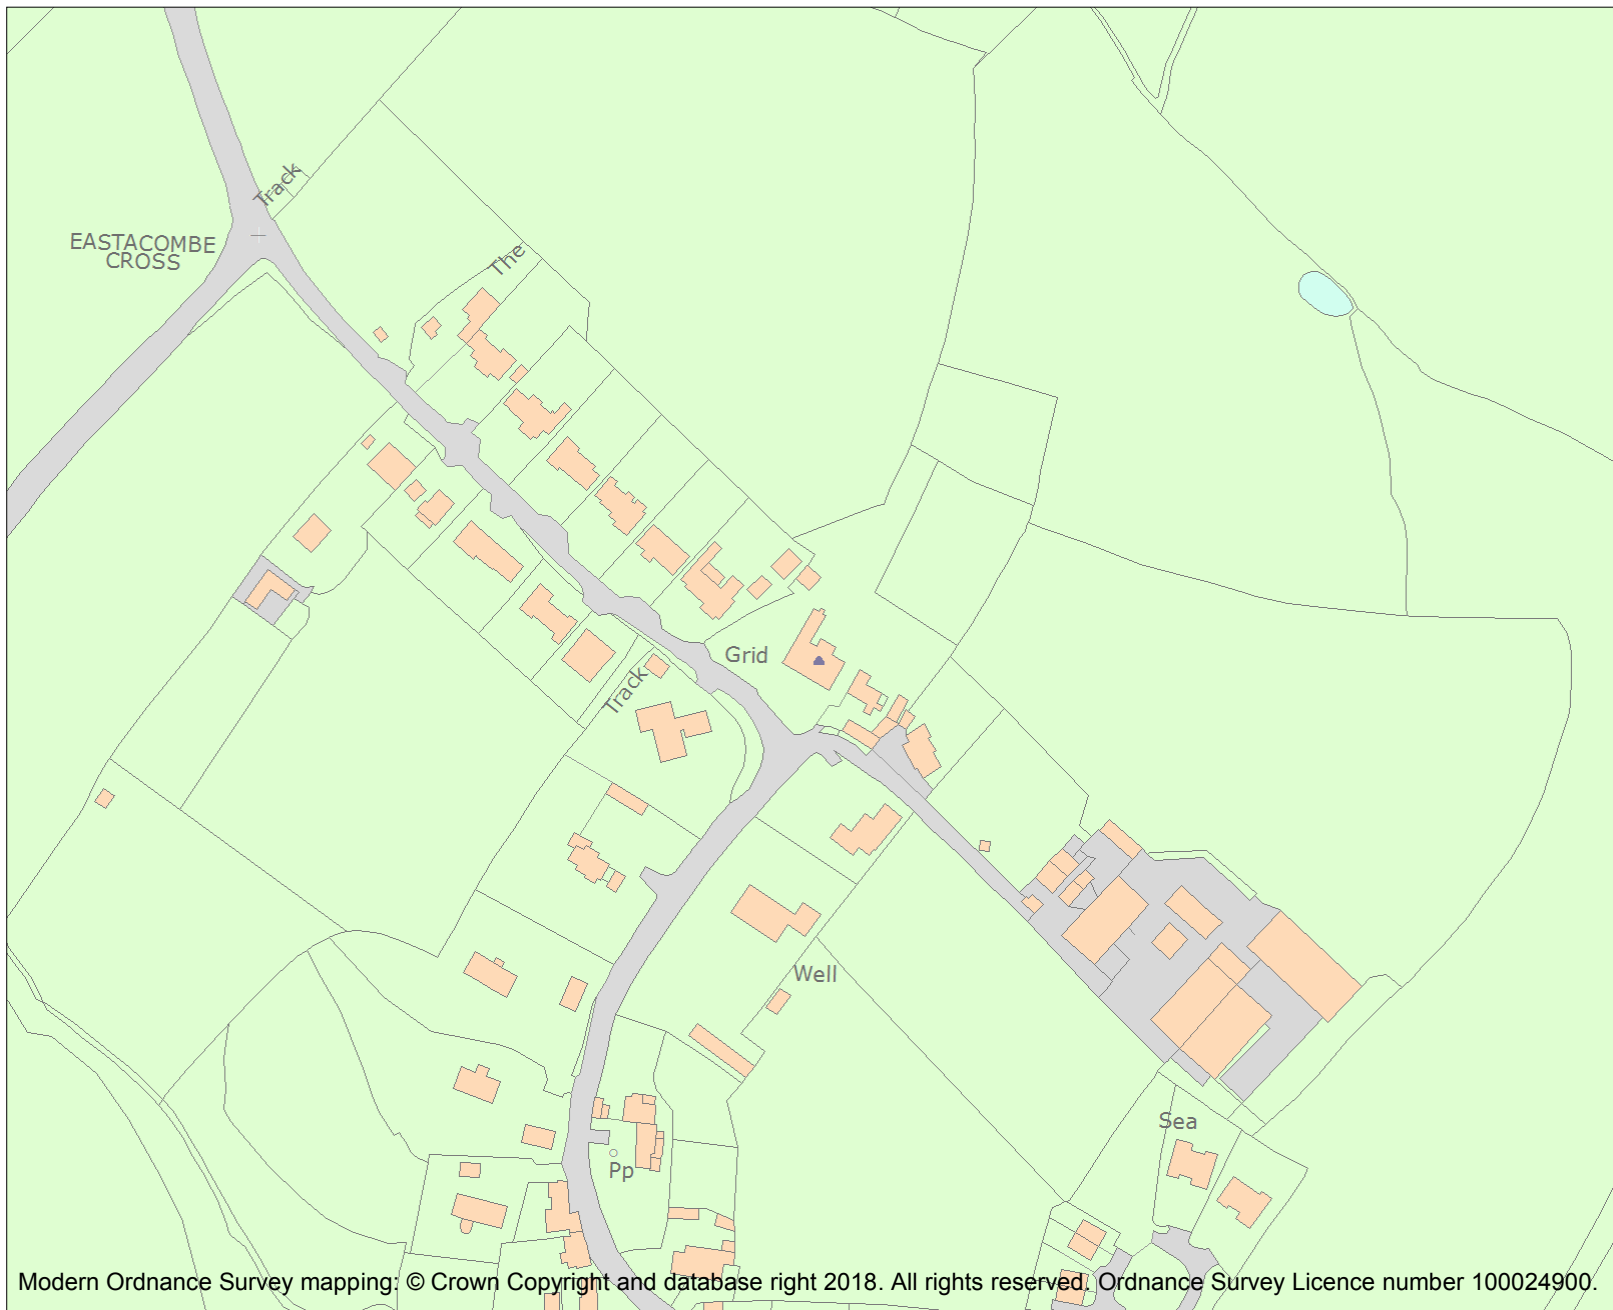 Track
EASTACOMBE
CROSS
The
Grid
Track
Well
Sea
Pp
Modern Ordnance Survey mapping: © Crown Copyright and database right 2018. All rights reserved. Ordnance Survey Licence number 100024900.